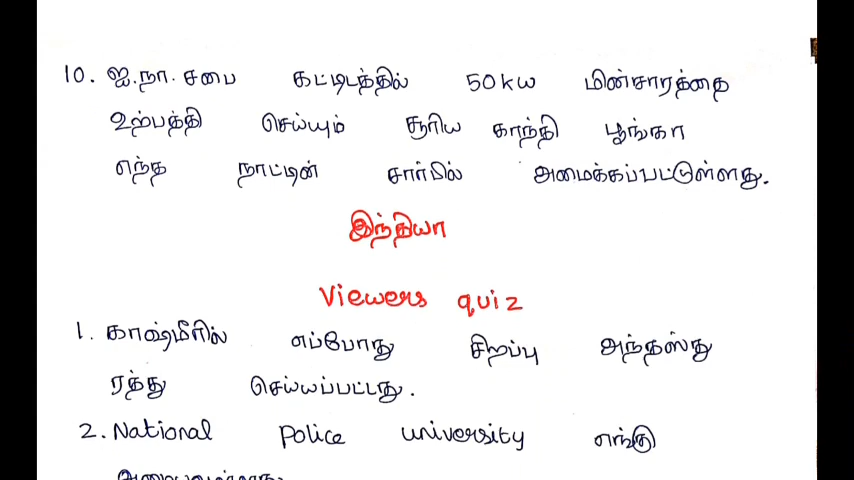 10. ஐ.நா. சபை கட்டிடத்தில் 50kw மின்சாரத்தை
உற்பத்தி செய்யும் சூரிய காந்தி பூங்கா
எந்த நாட்டின் சார்பில் அமைக்கப்பட்டுள்ளது.
இந்தியா
Viewers quiz
1. காஷ்மீரில் எப்போது சிறப்பு அந்தஸ்து
ரத்து செய்யப்பட்டது.
2. National Police university எங்கு